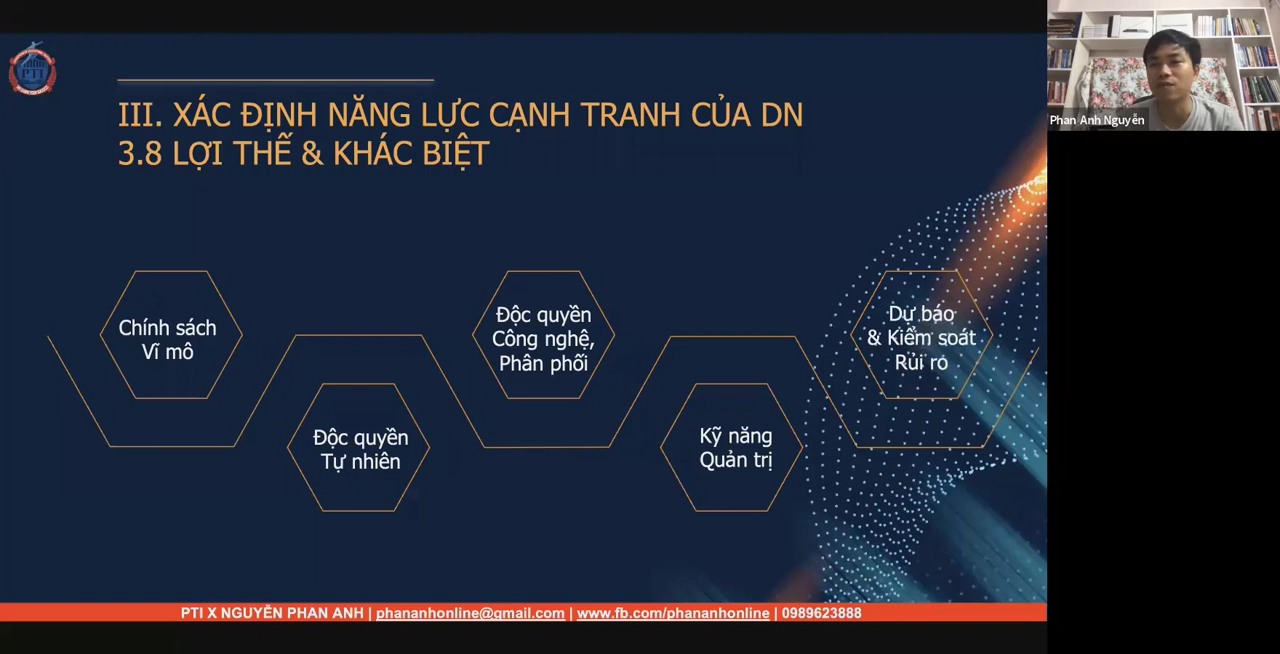 PTI
III. XÁC ĐỊNH NĂNG LỰC CẠNH TRANH CỦA DN
3.8 LỢI THẾ & KHÁC BIỆT
Chính sách
Vĩ mô
Độc quyền
Tự nhiên
Độc quyền
Công nghệ,
Phân phối
Kỹ năng
Quản trị
Dự báo
& Kiểm soát
Rủi ro
PTI X NGUYỄN PHAN ANH | phananhonline@gmail.com | www.fb.com/phananhonline | 0989623888
Phan Anh Nguyễn